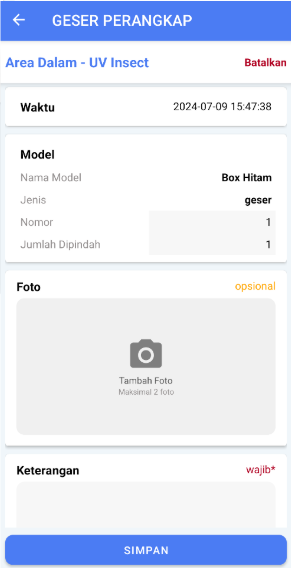 GESER PERANGKAP
Area Dalam - UV Insect Batalkan
Waktu 2024-07-09 15:47:38
Model
Nama Model Box Hitam
Jenis geser
Nomor 1
Jumlah Dipindah 1
Foto opsional
Tambah Foto
Maksimal 2 foto
Keterangan wajib*
SIMPAN